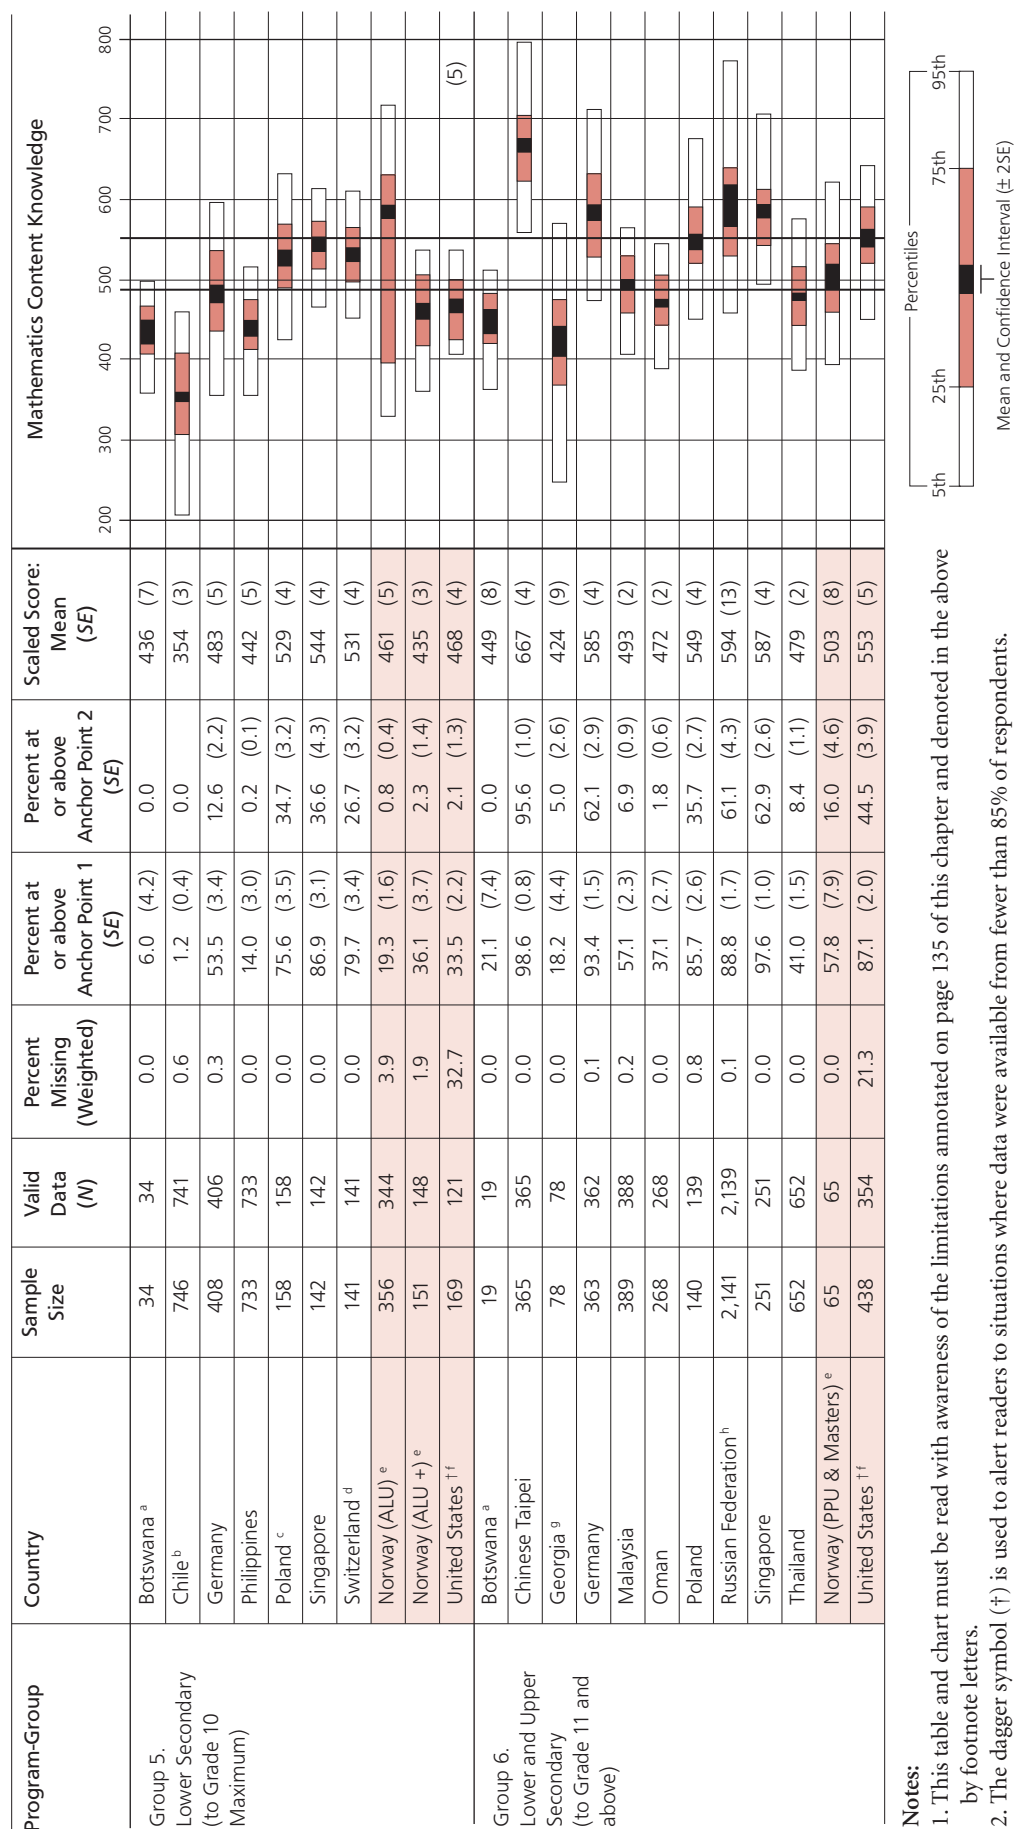 Program-Group
Country
Sample
Size
Valid
Data
(N)
Percent
Missing
(Weighted)
Percent at
or above
Anchor Point 1
(SE)
Percent at
or above
Anchor Point 2
(SE)
Scaled Score:
Mean
(SE)
Mathematics Content Knowledge
200 300 400 500 600 700 800
Group 5.
Lower Secondary
(to Grade 10
Maximum)
Botswana a 34 34 0.0 6.0 (4.2) 0.0 436 (7)
Chile b 746 741 0.6 1.2 (0.4) 0.0 354 (3)
Germany 408 406 0.3 53.5 (3.4) 12.6 (2.2) 483 (5)
Philippines 733 733 0.0 14.0 (3.0) 0.2 (0.1) 442 (5)
Poland c 158 158 0.0 75.6 (3.5) 34.7 (3.2) 529 (4)
Singapore 142 142 0.0 86.9 (3.1) 36.6 (4.3) 544 (4)
Switzerland d 141 141 0.0 79.7 (3.4) 26.7 (3.2) 531 (4)
Norway (ALU) e 356 344 3.9 19.3 (1.6) 0.8 (0.4) 461 (5)
Norway (ALU +) e 151 148 1.9 36.1 (3.7) 2.3 (1.4) 435 (3)
United States † f 169 121 32.7 33.5 (2.2) 2.1 (1.3) 468 (4) (5)
Group 6.
Lower and Upper
Secondary
(to Grade 11 and
above)
Botswana a 19 19 0.0 21.1 (7.4) 0.0 449 (8)
Chinese Taipei 365 365 0.0 98.6 (0.8) 95.6 (1.0) 667 (4)
Georgia g 78 78 0.0 18.2 (4.4) 5.0 (2.6) 424 (9)
Germany 363 362 0.1 93.4 (1.5) 62.1 (2.9) 585 (4)
Malaysia 389 388 0.2 57.1 (2.3) 6.9 (0.9) 493 (2)
Oman 268 268 0.0 37.1 (2.7) 1.8 (0.6) 472 (2)
Poland 140 139 0.8 85.7 (2.6) 35.7 (2.7) 549 (4)
Russian Federation h 2,141 2,139 0.1 88.8 (1.7) 61.1 (4.3) 594 (13)
Singapore 251 251 0.0 97.6 (1.0) 62.9 (2.6) 587 (4)
Thailand 652 652 0.0 41.0 (1.5) 8.4 (1.1) 479 (2)
Norway (PPU & Masters) e 65 65 0.0 57.8 (7.9) 16.0 (4.6) 503 (8)
United States † f 438 354 21.3 87.1 (2.0) 44.5 (3.9) 553 (5)
Percentiles
5th 25th 75th 95th
Mean and Confidence Interval (± 2SE)
Notes:
1. This table and chart must be read with awareness of the limitations annotated on page 135 of this chapter and denoted in the above
by footnote letters.
2. The dagger symbol (†) is used to alert readers to situations where data were available from fewer than 85% of respondents.